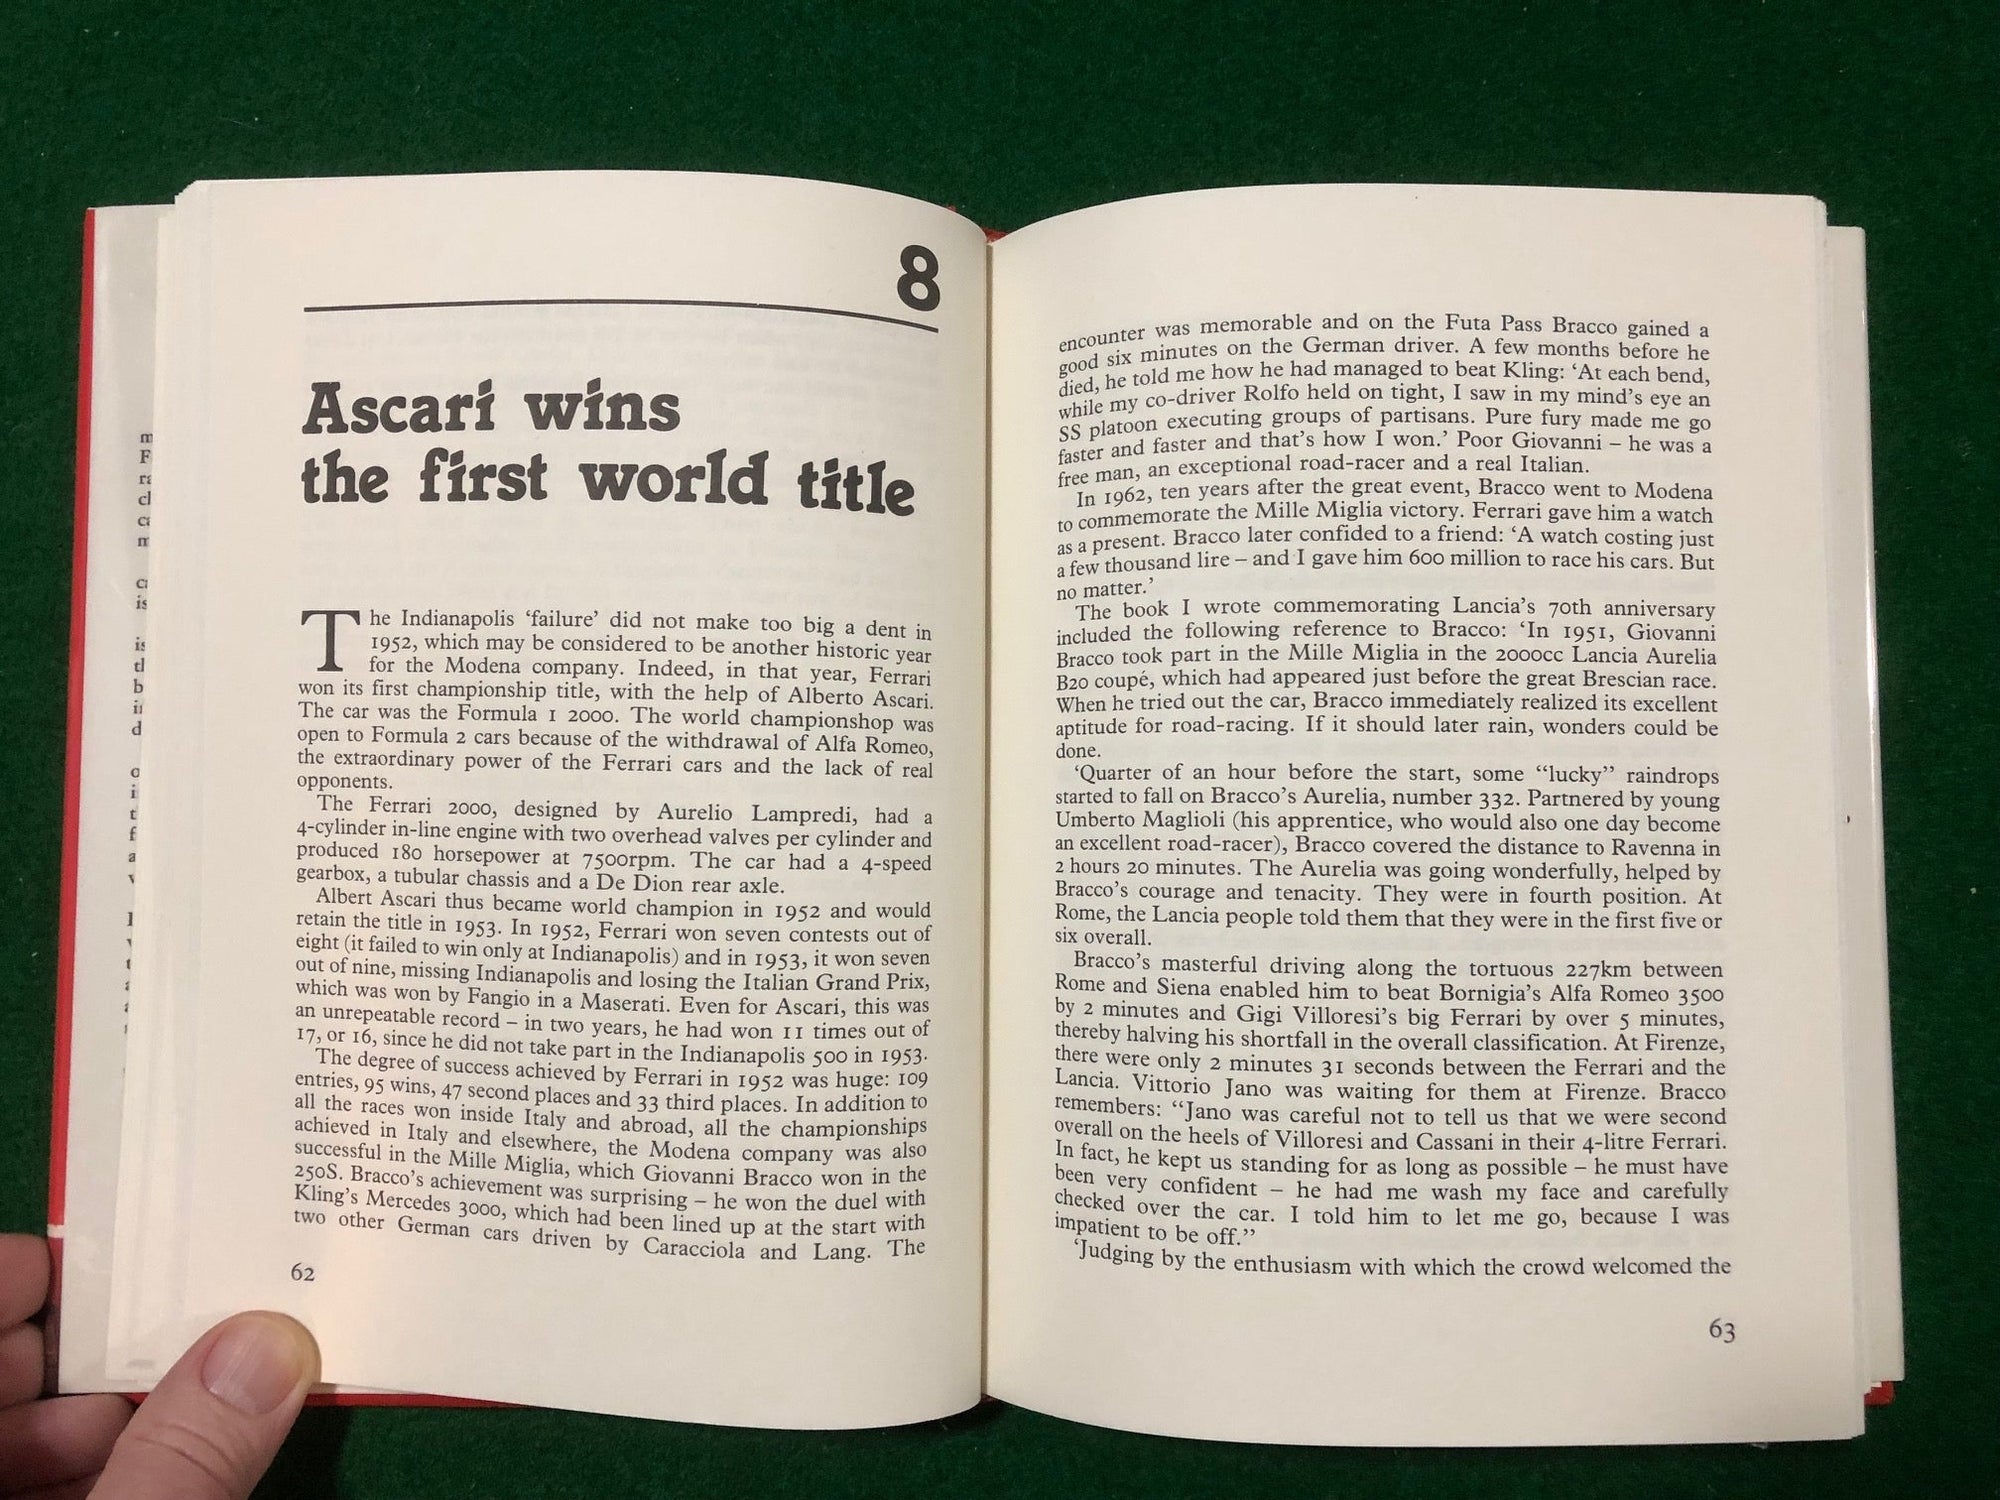 8
Ascari wins
the first world title
The Indianapolis ‘failure’ did not make too big a dent in
1952, which may be considered to be another historic year
for the Modena company. Indeed, in that year, Ferrari
won its first championship title, with the help of Alberto Ascari.
The car was the Formula 1 2000. The world championshop was
open to Formula 2 cars because of the withdrawal of Alfa Romeo,
the extraordinary power of the Ferrari cars and the lack of real
opponents.
The Ferrari 2000, designed by Aurelio Lampredi, had a
4-cylinder in-line engine with two overhead valves per cylinder and
produced 180 horsepower at 7500rpm. The car had a 4-speed
gearbox, a tubular chassis and a De Dion rear axle.
Albert Ascari thus became world champion in 1952 and would
retain the title in 1953. In 1952, Ferrari won seven contests out of
eight (it failed to win only at Indianapolis) and in 1953, it won seven
out of nine, missing Indianapolis and losing the Italian Grand Prix,
which was won by Fangio in a Maserati. Even for Ascari, this was
an unrepeatable record – in two years, he had won 11 times out of
17, or 16, since he did not take part in the Indianapolis 500 in 1953.
The degree of success achieved by Ferrari in 1952 was huge: 109
entries, 95 wins, 47 second places and 33 third places. In addition to
all the races won inside Italy and abroad, all the championships
achieved in Italy and elsewhere, the Modena company was also
successful in the Mille Miglia, which Giovanni Bracco won in the
250S. Bracco’s achievement was surprising – he won the duel with
Kling’s Mercedes 3000, which had been lined up at the start with
two other German cars driven by Caracciola and Lang. The
62
encounter was memorable and on the Futa Pass Bracco gained a
good six minutes on the German driver. A few months before he
died, he told me how he had managed to beat Kling: ‘At each bend,
while my co-driver Rolfo held on tight, I saw in my mind’s eye an
SS platoon executing groups of partisans. Pure fury made me go
faster and faster and that’s how I won.’ Poor Giovanni – he was a
free man, an exceptional road-racer and a real Italian.
In 1962, ten years after the great event, Bracco went to Modena
to commemorate the Mille Miglia victory. Ferrari gave him a watch
as a present. Bracco later confided to a friend: ‘A watch costing just
a few thousand lire – and I gave him 600 million to race his cars. But
no matter.’
The book I wrote commemorating Lancia’s 70th anniversary
included the following reference to Bracco: ‘In 1951, Giovanni
Bracco took part in the Mille Miglia in the 2000cc Lancia Aurelia
B20 coupé, which had appeared just before the great Brescian race.
When he tried out the car, Bracco immediately realized its excellent
aptitude for road-racing. If it should later rain, wonders could be
done.
‘Quarter of an hour before the start, some “lucky” raindrops
started to fall on Bracco’s Aurelia, number 332. Partnered by young
Umberto Maglioli (his apprentice, who would also one day become
an excellent road-racer), Bracco covered the distance to Ravenna in
2 hours 20 minutes. The Aurelia was going wonderfully, helped by
Bracco’s courage and tenacity. They were in fourth position. At
Rome, the Lancia people told them that they were in the first five or
six overall.
Bracco’s masterful driving along the tortuous 227km between
Rome and Siena enabled him to beat Bornigia’s Alfa Romeo 3500
by 2 minutes and Gigi Villoresi’s big Ferrari by over 5 minutes,
thereby halving his shortfall in the overall classification. At Firenze,
there were only 2 minutes 31 seconds between the Ferrari and the
Lancia. Vittorio Jano was waiting for them at Firenze. Bracco
remembers: “Jano was careful not to tell us that we were second
overall on the heels of Villoresi and Cassani in their 4-litre Ferrari.
In fact, he kept us standing for as long as possible – he must have
been very confident – he had me wash my face and carefully
checked over the car. I told him to let me go, because I was
impatient to be off.”
‘Judging by the enthusiasm with which the crowd welcomed the
63